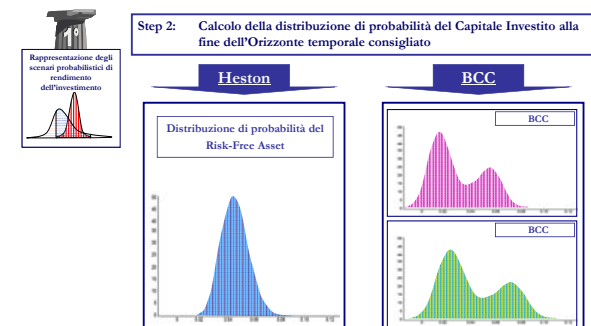 1°
Rappresentazione degli
scenari probabilistici di
rendimento
dell'investimento
Step 2: Calcolo della distribuzione di probabilità del Capitale Investito alla
fine dell'Orizzonte temporale consigliato
Heston
BCC
Distribuzione di probabilità del
Risk-Free Asset
BCC
BCC